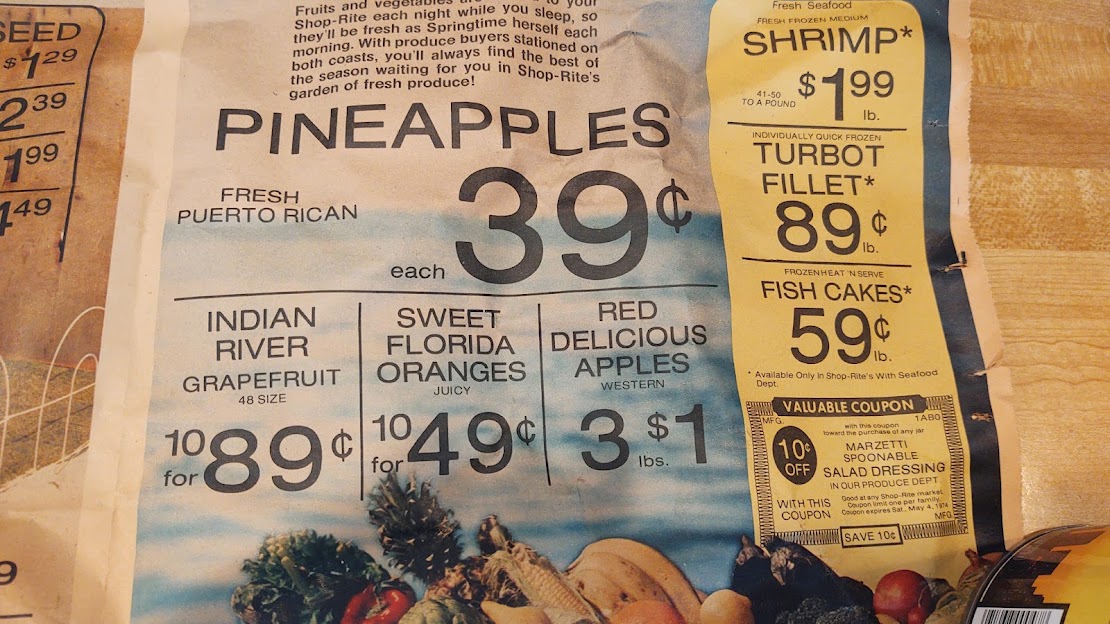 SEED
$1 29
2 39
1 99
49
9
Fruits and vegetables are to your
Shop-Rite each night while you sleep, so
they'll be fresh as Springtime herself each
morning. With produce buyers stationed on
both coasts, you'll always find the best of
the season waiting for you in Shop-Rite's
garden of fresh produce!
PINEAPPLES
FRESH
PUERTO RICAN
each 39¢
INDIAN
RIVER
GRAPEFRUIT
48 SIZE
10 for 89¢
SWEET
FLORIDA
ORANGES
JUICY
10 for 49¢
RED
DELICIOUS
APPLES
WESTERN
3 lbs. $1
Fresh Seafood
FRESH FROZEN MEDIUM
SHRIMP*
41-50
TO A POUND
$1 99 lb.
INDIVIDUALLY QUICK FROZEN
TURBOT
FILLET*
89¢ lb.
FROZEN HEAT 'N SERVE
FISH CAKES*
59¢ lb.
* Available Only In Shop-Rite's With Seafood
Dept.
VALUABLE COUPON
MFG. 1AB0
with this coupon
toward the purchase of any jar
10¢
OFF
MARZETTI
SPOONABLE
SALAD DRESSING
IN OUR PRODUCE DEPT.
WITH THIS
COUPON
Good at any Shop-Rite market.
Coupon limit one per family.
Coupon expires Sat., May 4, 1974
MFG.
SAVE 10¢